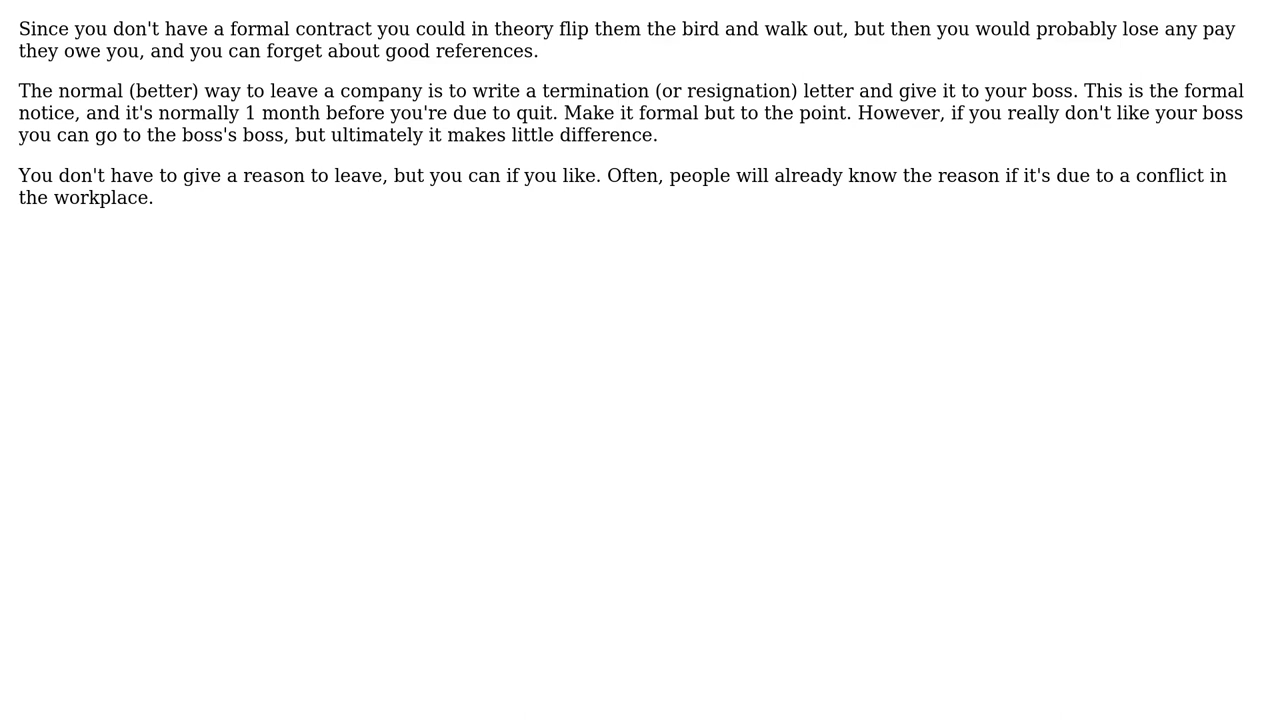 Since you don't have a formal contract you could in theory flip them the bird and walk out, but then you would probably lose any pay
they owe you, and you can forget about good references.
The normal (better) way to leave a company is to write a termination (or resignation) letter and give it to your boss. This is the formal
notice, and it's normally 1 month before you're due to quit. Make it formal but to the point. However, if you really don't like your boss
you can go to the boss's boss, but ultimately it makes little difference.
You don't have to give a reason to leave, but you can if you like. Often, people will already know the reason if it's due to a conflict in
the workplace.